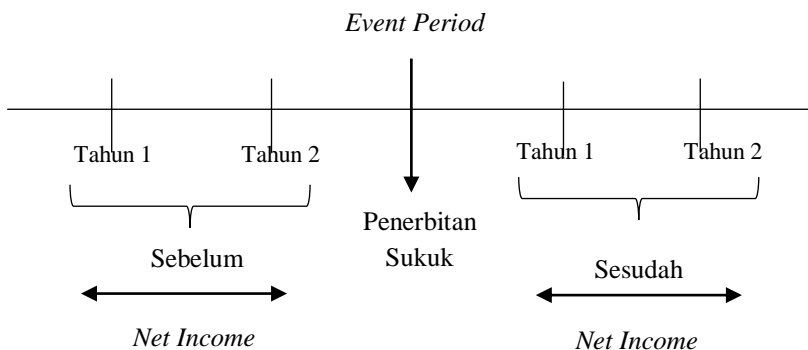 Event Period
Tahun 1 Tahun 2 Tahun 1 Tahun 2
Penerbitan
Sukuk
Sebelum Sesudah
Net Income Net Income